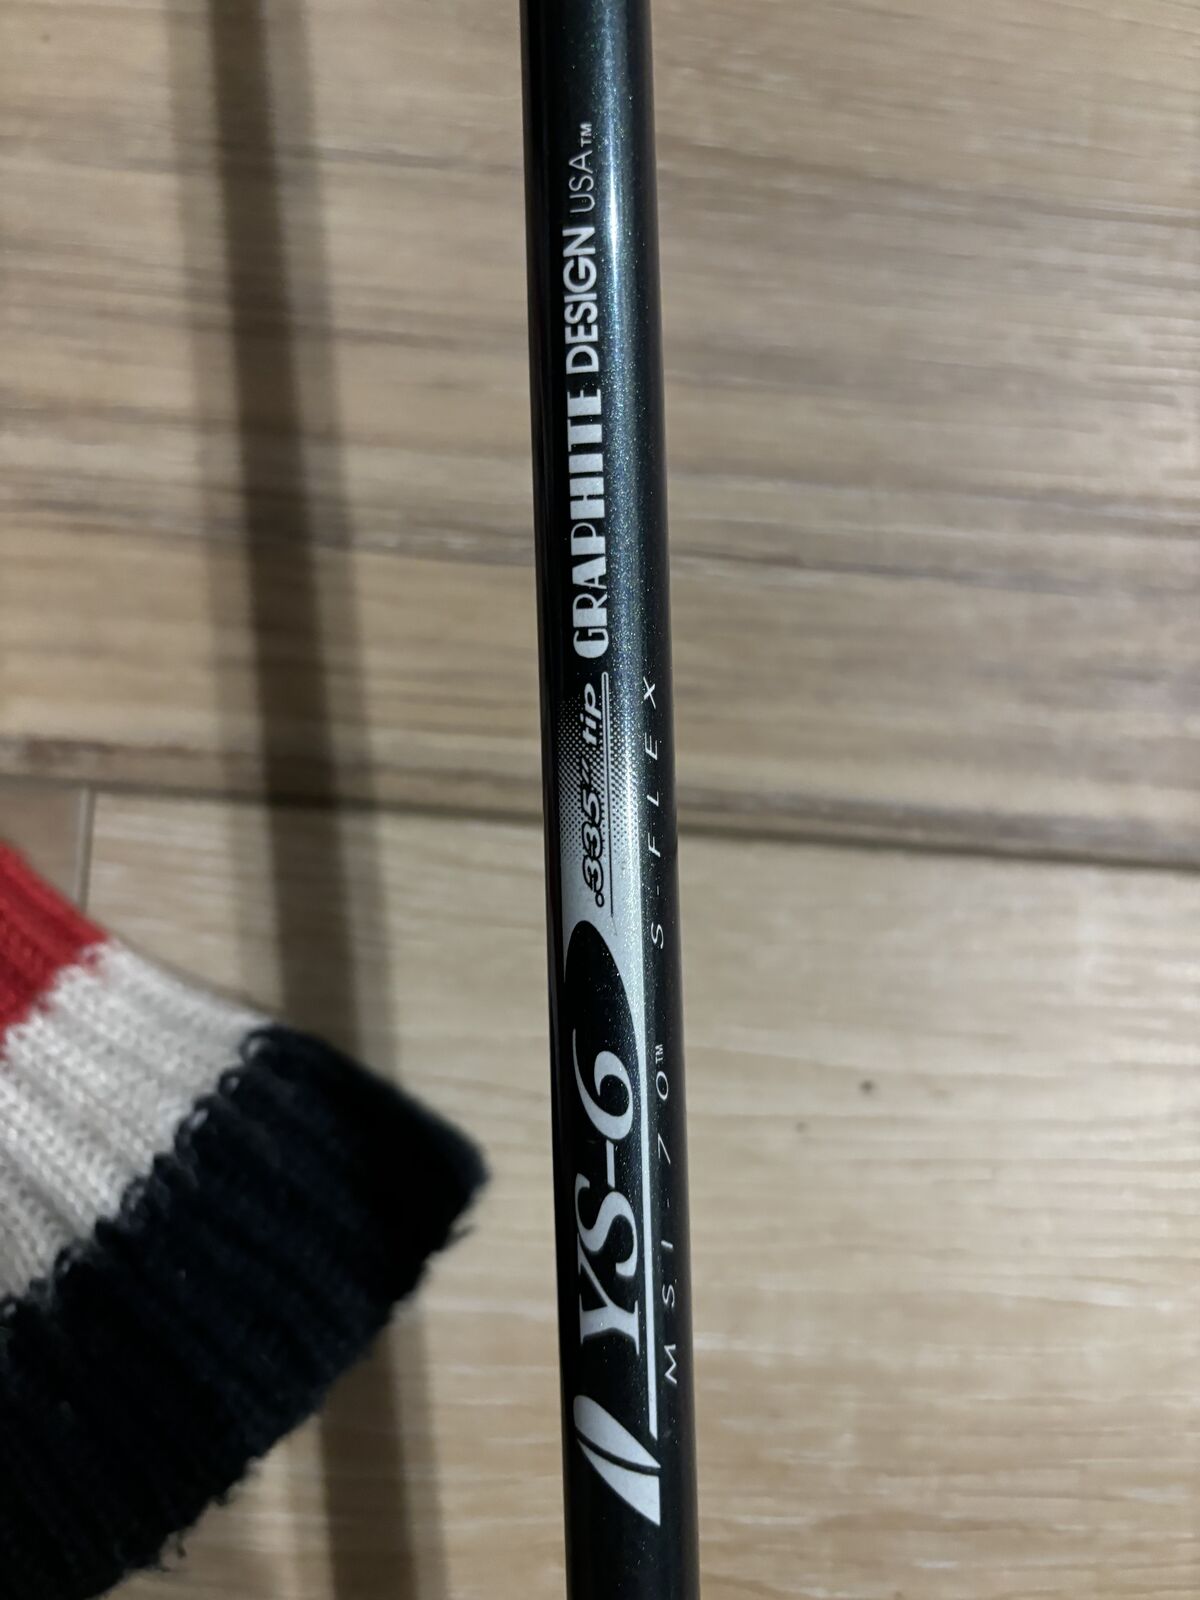 YS-6 .335" tip GRAPHITE DESIGN USA™
MSI-70™ S-FLEX